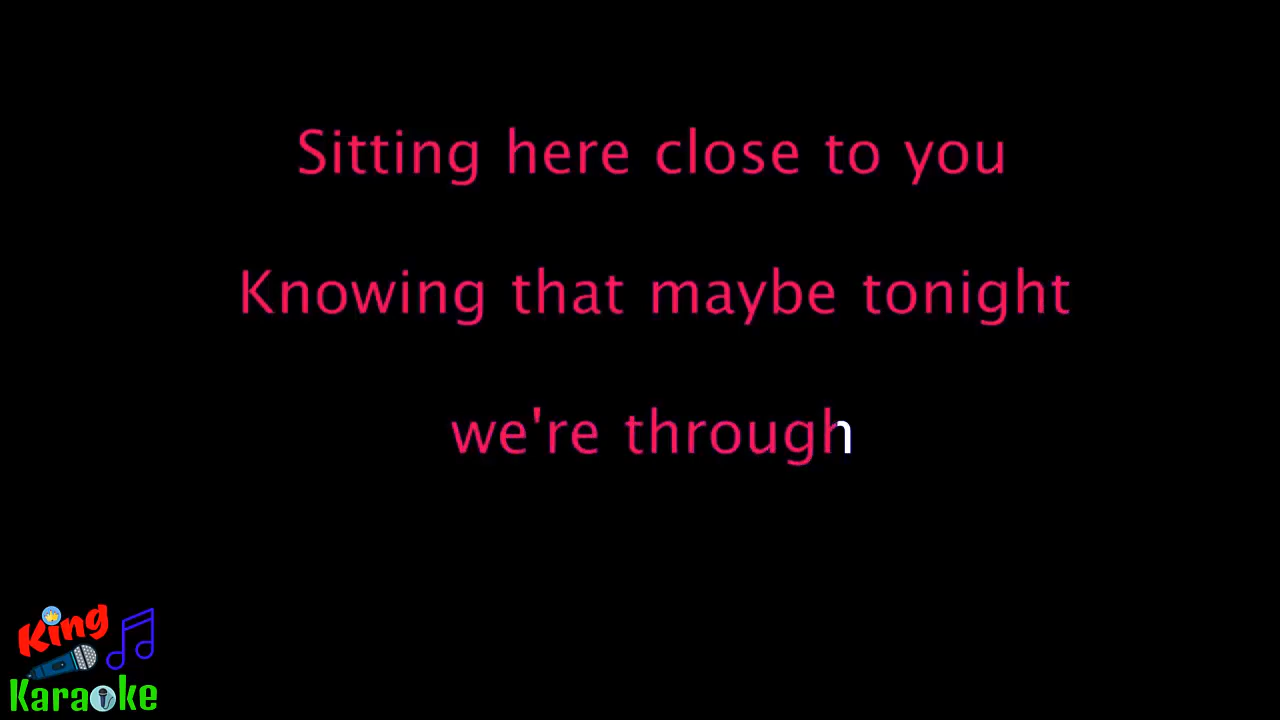 Sitting here close to you
Knowing that maybe tonight
we're through
King
Karaoke